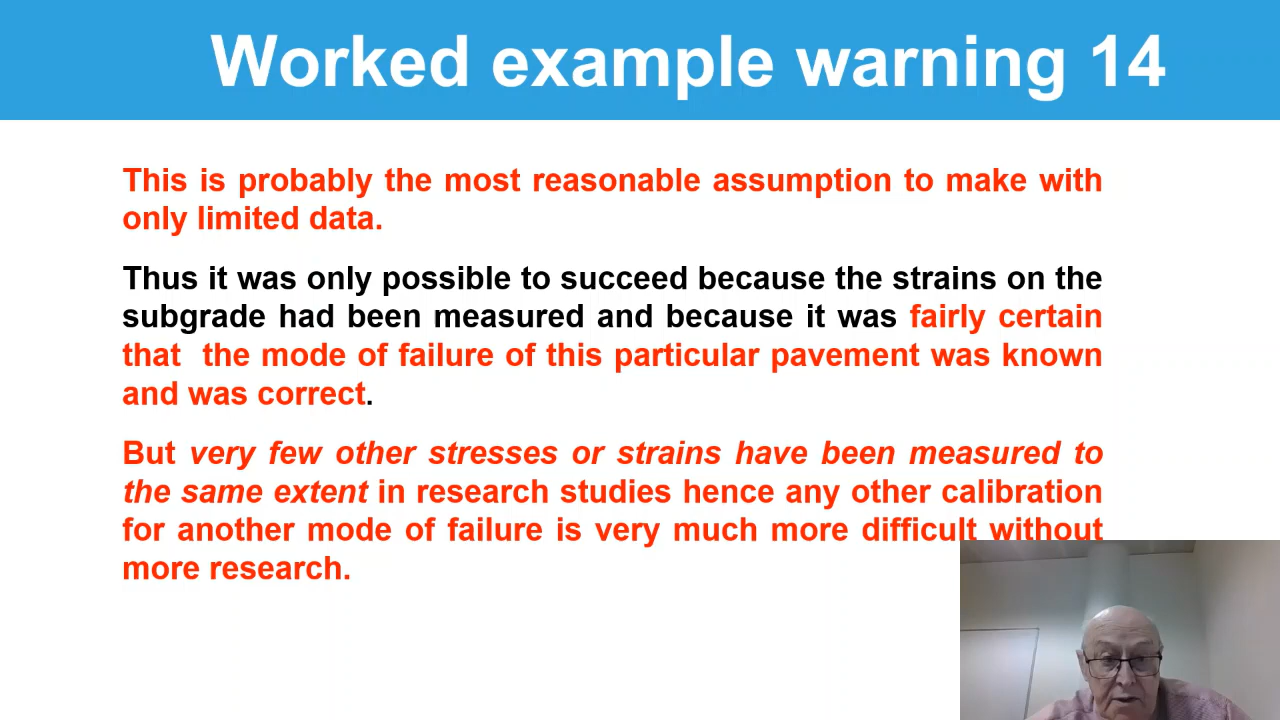 Worked example warning 14
This is probably the most reasonable assumption to make with
only limited data.
Thus it was only possible to succeed because the strains on the
subgrade had been measured and because it was fairly certain
that  the mode of failure of this particular pavement was known
and was correct.
But very few other stresses or strains have been measured to
the same extent in research studies hence any other calibration
for another mode of failure is very much more difficult without
more research.